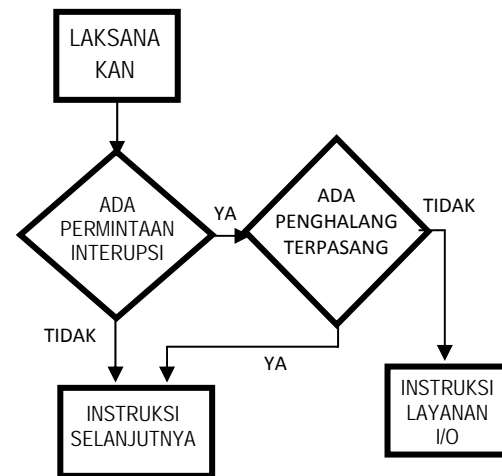 LAKSANA
KAN
ADA
PERMINTAAN
INTERUPSI
YA
ADA
PENGHALANG
TERPASANG
TIDAK
TIDAK
YA
INSTRUKSI
SELANJUTNYA
INSTRUKSI
LAYANAN
I/O